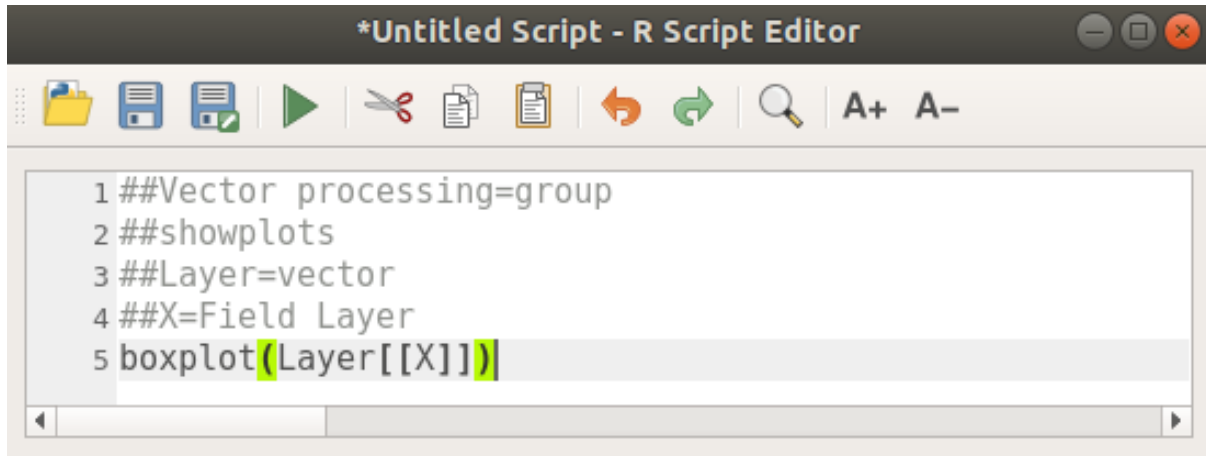 *Untitled Script - R Script Editor
A+ A-
1 ##Vector processing=group
2 ##showplots
3 ##Layer=vector
4 ##X=Field Layer
5 boxplot(Layer[[X]])